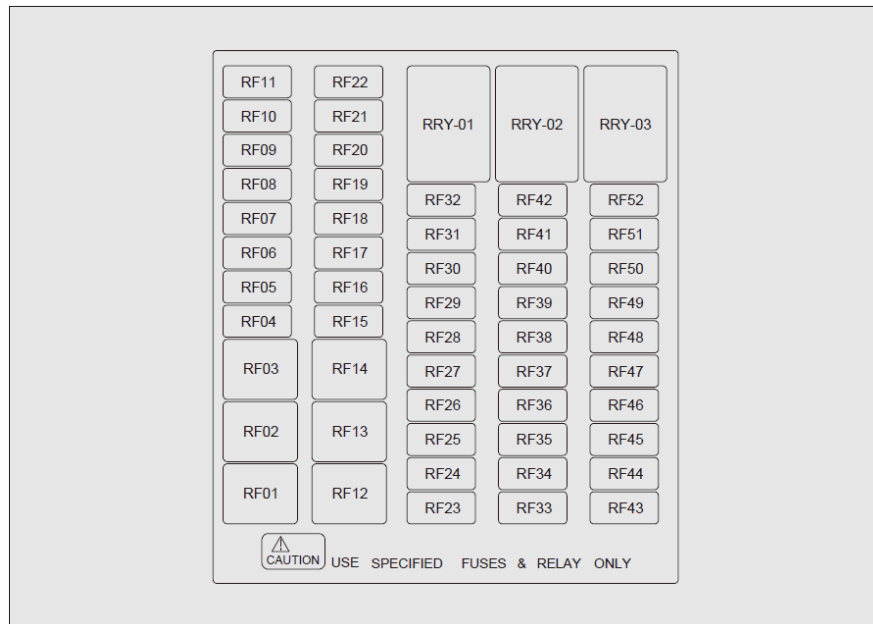 RF11 RF22
RF10 RF21
RF09 RF20
RRY-01 RRY-02 RRY-03
RF08 RF19
RF32 RF42 RF52
RF07 RF18
RF31 RF41 RF51
RF06 RF17
RF30 RF40 RF50
RF05 RF16
RF29 RF39 RF49
RF04 RF15
RF28 RF38 RF48
RF03 RF14
RF27 RF37 RF47
RF26 RF36 RF46
RF02 RF13
RF25 RF35 RF45
RF24 RF34 RF44
RF01 RF12
RF23 RF33 RF43
CAUTION USE SPECIFIED FUSES & RELAY ONLY